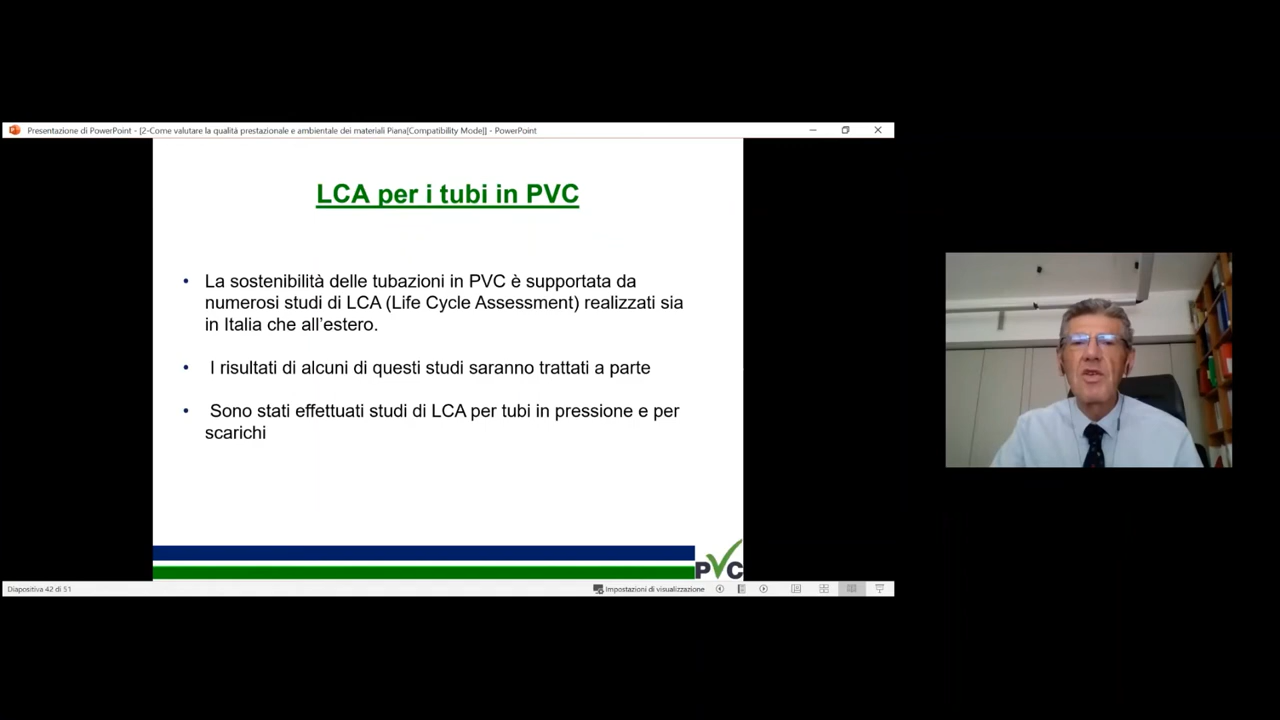 Presentazione di PowerPoint - [2-Come valutare la qualità prestazionale e ambientale dei materiali Piana[Compatibility Mode]] - PowerPoint
LCA per i tubi in PVC
• La sostenibilità delle tubazioni in PVC è supportata da
numerosi studi di LCA (Life Cycle Assessment) realizzati sia
in Italia che all'estero.
• I risultati di alcuni di questi studi saranno trattati a parte
• Sono stati effettuati studi di LCA per tubi in pressione e per
scarichi
PVC
Diapositiva 42 di 51
Impostazioni di visualizzazione